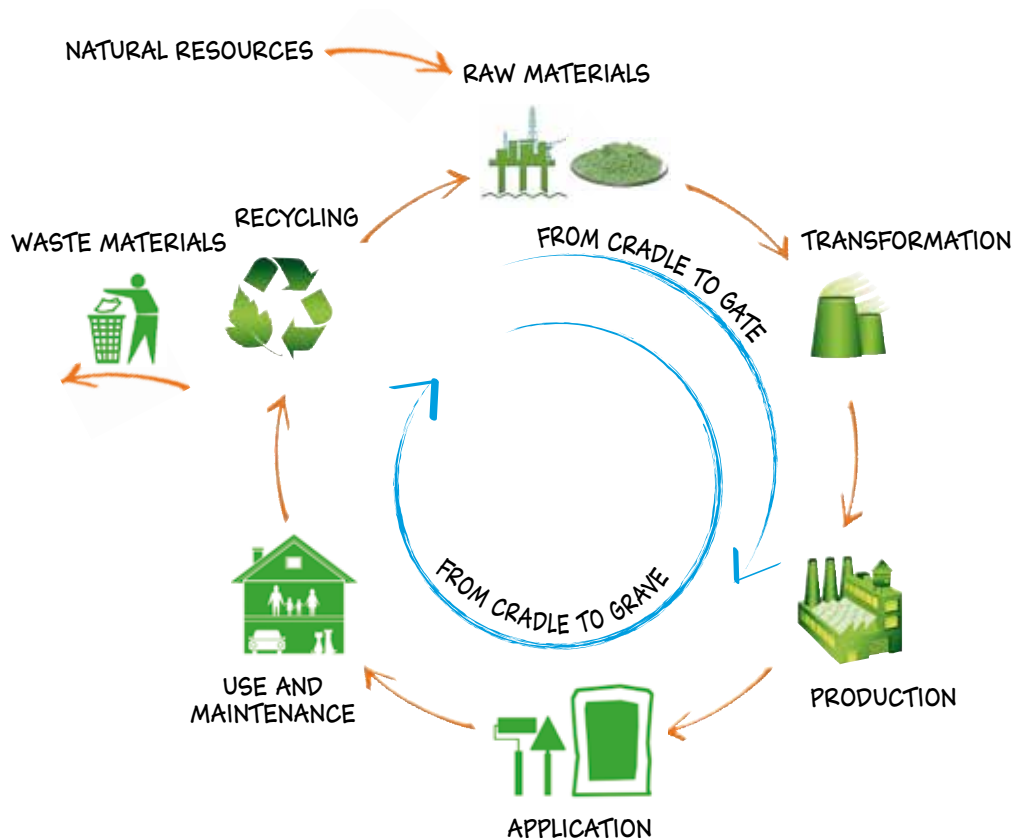 NATURAL RESOURCES
RAW MATERIALS
RECYCLING
WASTE MATERIALS
FROM CRADLE TO GATE
TRANSFORMATION
FROM CRADLE TO GRAVE
USE AND
MAINTENANCE
PRODUCTION
APPLICATION